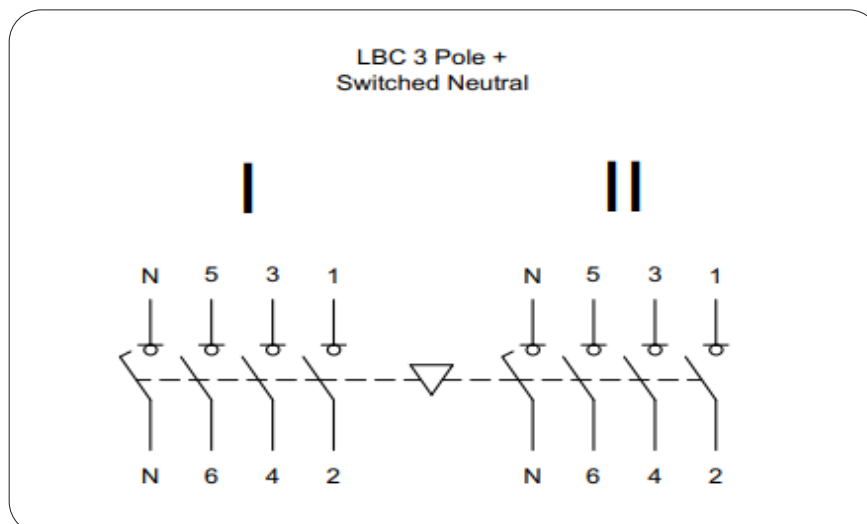 LBC 3 Pole +
Switched Neutral
I II
N 5 3 1 N 5 3 1
N 6 4 2 N 6 4 2